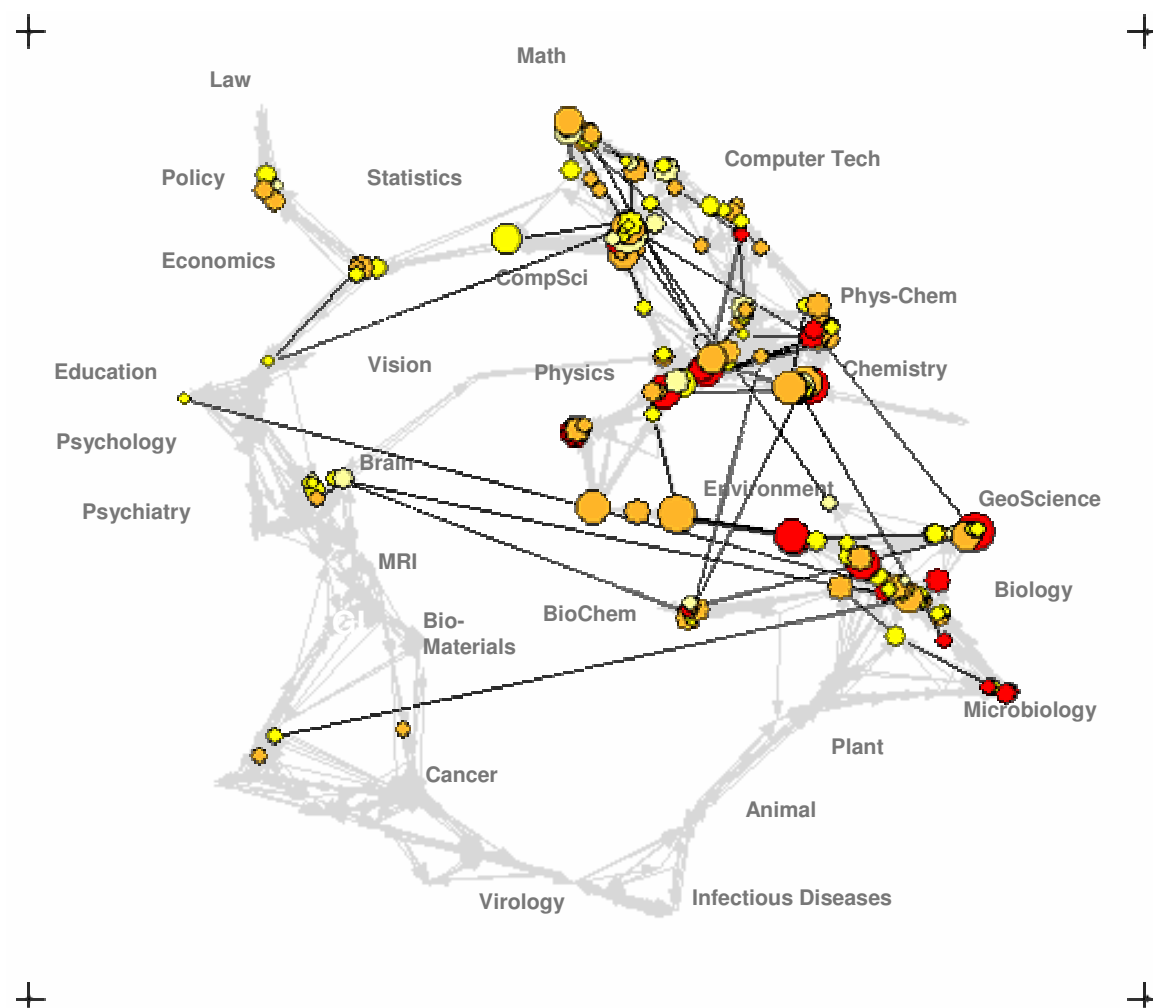 Math
Law
Computer Tech
Policy
Statistics
Economics
CompSci
Phys-Chem
Vision
Education
Physics
Chemistry
Psychology
Brain
Environment
GeoScience
Psychiatry
MRI
Biology
BioChem
Bio-
Materials
Microbiology
Plant
Cancer
Animal
Infectious Diseases
Virology